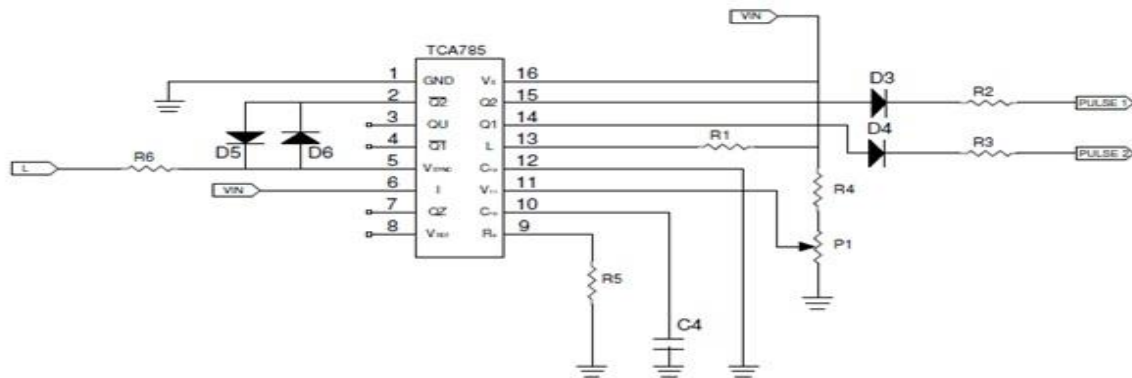 VIN
TCA785
1 GND Vs 16
2 Q2 Q2 15
3 QU Q1 14
4 Q1 L 13
5 VSYNC C12 12
6 I V11 11
7 QZ C10 10
8 VREF R9 9
D3
R2
PULSE 1
D4
R3
PULSE 2
R1
D5
D6
L
R6
VIN
R4
P1
R5
C4